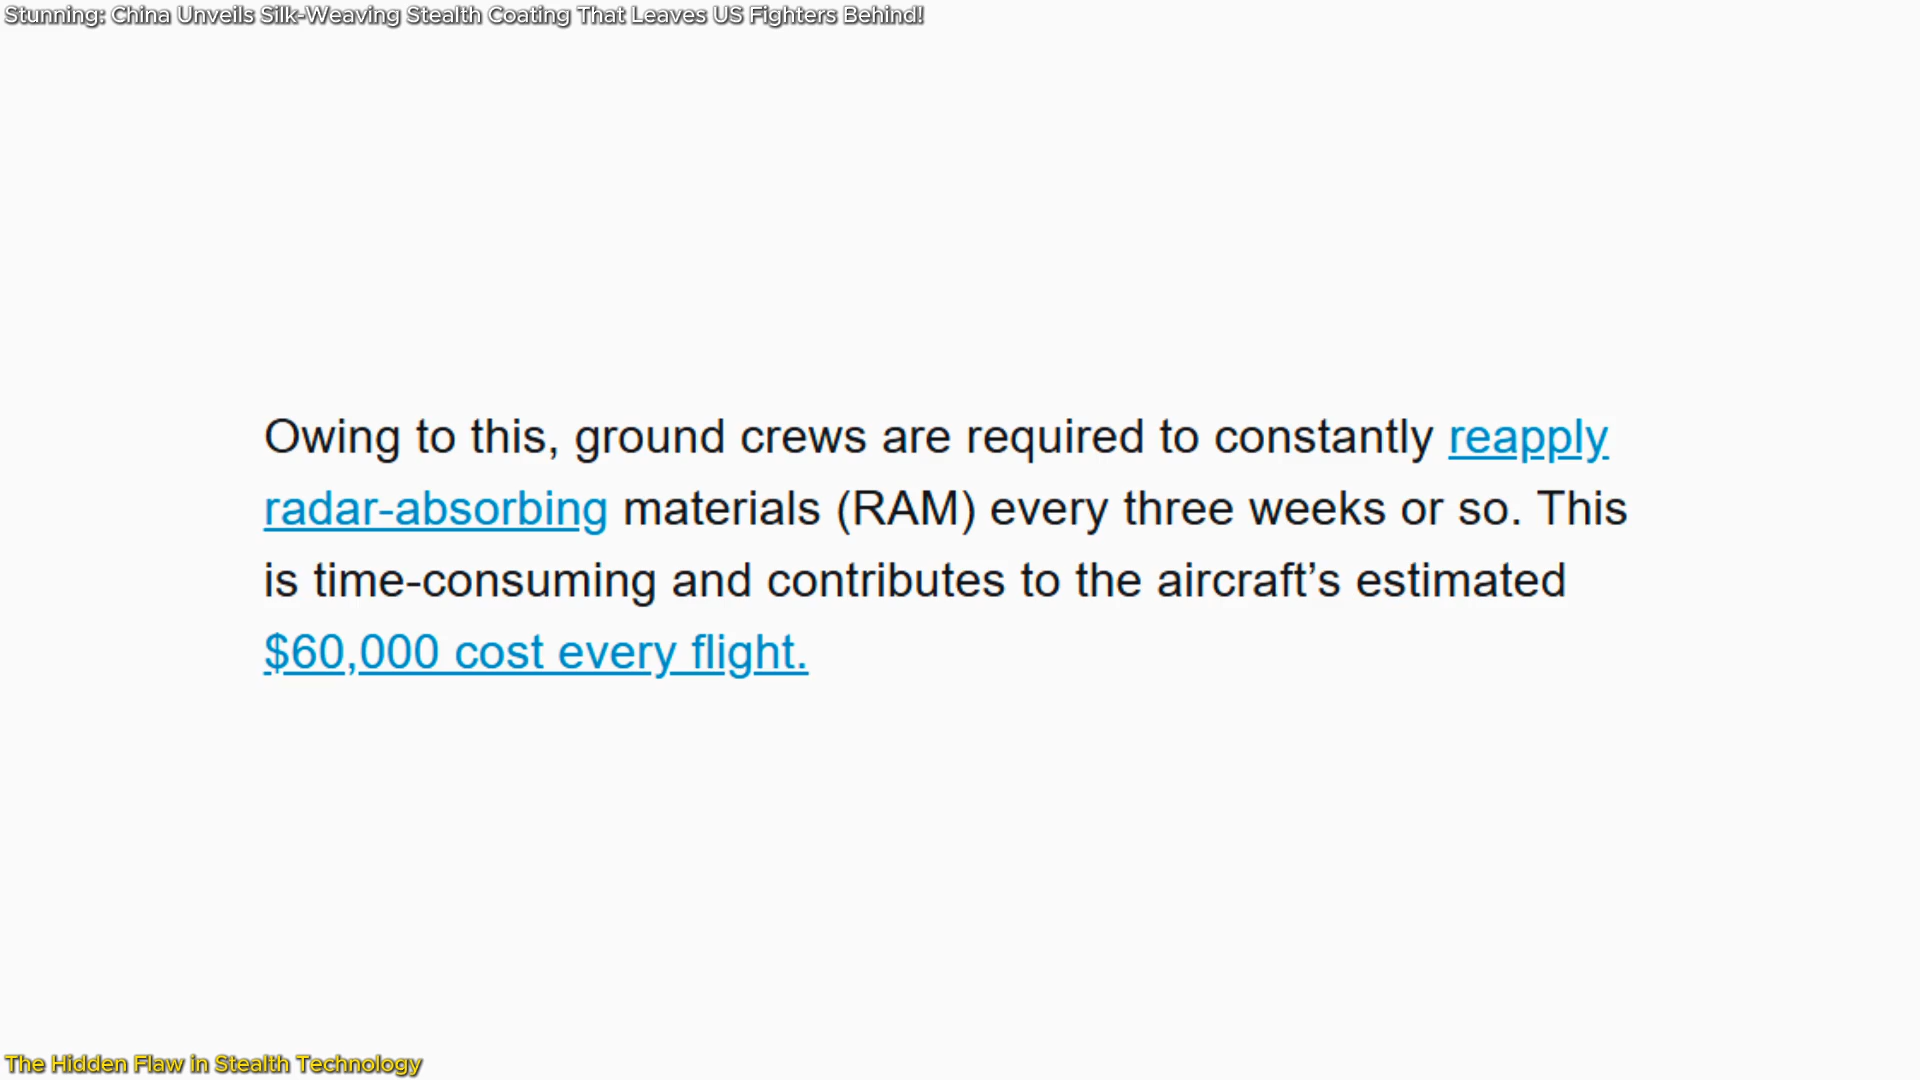 Stunning: China Unveils Silk-Weaving Stealth Coating That Leaves US Fighters Behind!
Owing to this, ground crews are required to constantly reapply
radar-absorbing materials (RAM) every three weeks or so. This
is time-consuming and contributes to the aircraft’s estimated
$60,000 cost every flight.
The Hidden Flaw in Stealth Technology